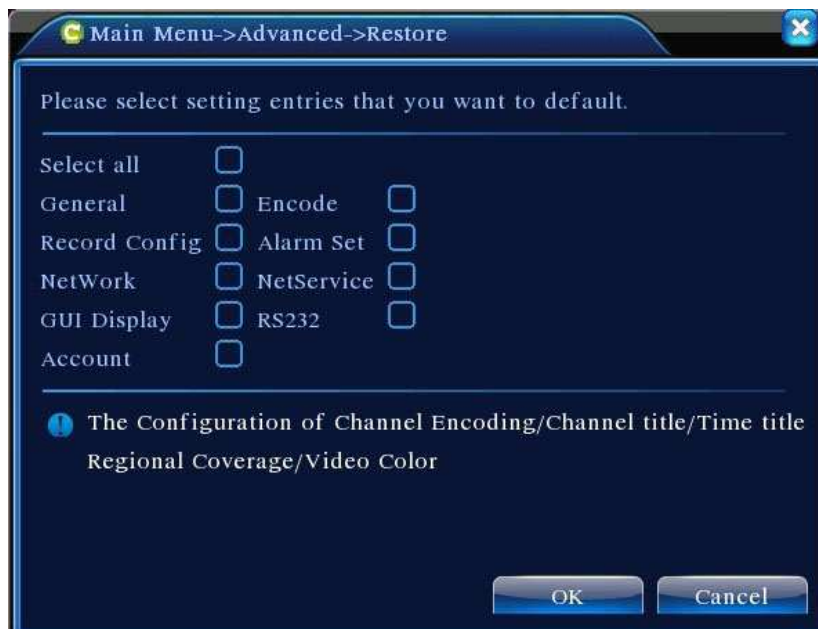 Main Menu->Advanced->Restore
Please select setting entries that you want to default.
Select all
General Encode
Record Config Alarm Set
NetWork NetService
GUI Display RS232
Account
The Configuration of Channel Encoding/Channel title/Time title
Regional Coverage/Video Color
OK Cancel